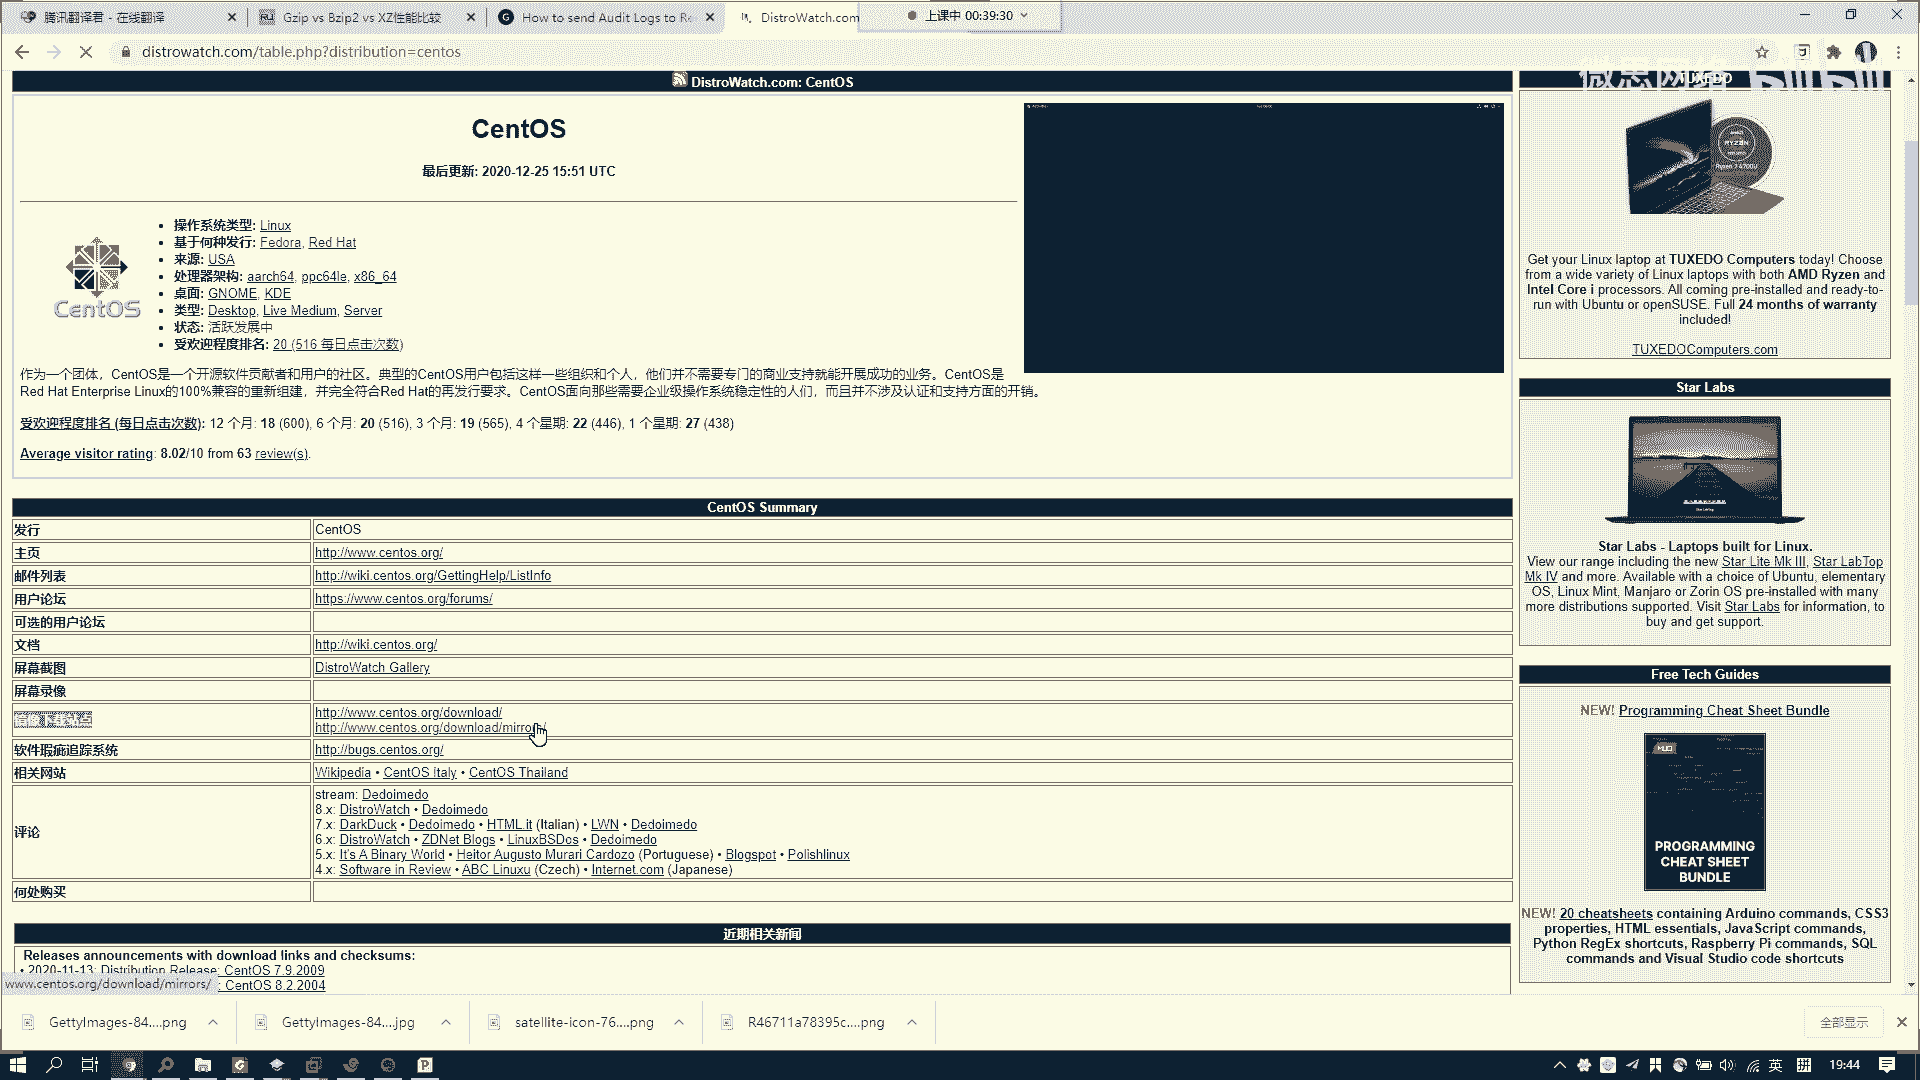 腾讯翻译君 - 在线翻译
Gzip vs Bzip2 vs XZ性能比较
How to send Audit Logs to Re
DistroWatch.com
上课中 00:39:30
distrowatch.com/table.php?distribution=centos
DistroWatch.com: CentOS
CentOS
最后更新: 2020-12-25 15:51 UTC
CentOS
• 操作系统类型: Linux
• 基于何种发行: Fedora, Red Hat
• 来源: USA
• 处理器架构: aarch64, ppc64le, x86_64
• 桌面: GNOME, KDE
• 类型: Desktop, Live Medium, Server
• 状态: 活跃发展中
• 受欢迎程度排名: 20 (516 每日点击次数)
作为一个团体，CentOS是一个开源软件贡献者和用户的社区。典型的CentOS用户包括这样一些组织和个人，他们并不需要专门的商业支持就能开展成功的业务。CentOS是
Red Hat Enterprise Linux的100%兼容的重新组建，并完全符合Red Hat的再发行要求。CentOS面向那些需要企业级操作系统稳定性的人们，而且并不涉及认证和支持方面的开销。
受欢迎程度排名 (每日点击次数): 12 个月: 18 (600), 6 个月: 20 (516), 3 个月: 19 (565), 4 个星期: 22 (446), 1 个星期: 27 (438)
Average visitor rating: 8.02/10 from 63 review(s).
CentOS Summary
发行 CentOS
主页 http://www.centos.org/
邮件列表 http://wiki.centos.org/GettingHelp/ListInfo
用户论坛 https://www.centos.org/forums/
可选的用户论坛
文档 http://wiki.centos.org/
屏幕截图 DistroWatch Gallery
屏幕录像
镜像下载站点 http://www.centos.org/download/
http://www.centos.org/download/mirrors/
软件瑕疵追踪系统 http://bugs.centos.org/
相关网站 Wikipedia • CentOS Italy • CentOS Thailand
评论
stream: Dedoimedo
8.x: DistroWatch • Dedoimedo
7.x: DarkDuck • Dedoimedo • HTML.it (Italian) • LWN • Dedoimedo
6.x: DistroWatch • ZDNet Blogs • LinuxBSDos • Dedoimedo
5.x: It's A Binary World • Heitor Augusto Murari Cardozo (Portuguese) • Blogspot • Polishlinux
4.x: Software in Review • ABC Linuxu (Czech) • Internet.com (Japanese)
何处购买
近期相关新闻
Releases announcements with download links and checksums:
• 2020-11-13: Distribution Release: CentOS 7.9.2009
: CentOS 8.2.2004
www.centos.org/download/mirrors/
微思网络
bilibili
TUXEDO
AMD
RYZEN
Ryzen 7 4700U
Get your Linux laptop at TUXEDO Computers today! Choose
from a wide variety of Linux laptops with both AMD Ryzen and
Intel Core i processors. All coming pre-installed and ready-to-
run with Ubuntu or openSUSE. Full 24 months of warranty
included!
TUXEDOComputers.com
Star Labs
Star Labs - Laptops built for Linux.
View our range including the new Star Lite Mk III, Star LabTop
Mk IV and more. Available with a choice of Ubuntu, elementary
OS, Linux Mint, Manjaro or Zorin OS pre-installed with many
more distributions supported. Visit Star Labs for information, to
buy and get support.
Free Tech Guides
NEW! Programming Cheat Sheet Bundle
MUO
PROGRAMMING
CHEAT SHEET
BUNDLE
NEW! 20 cheatsheets containing Arduino commands, CSS3
properties, HTML essentials, JavaScript commands,
Python RegEx shortcuts, Raspberry Pi commands, SQL
commands and Visual Studio code shortcuts
GettyImages-84....png
GettyImages-84....jpg
satellite-icon-76....png
R46711a78395c....png
全部显示
英
拼
19:44